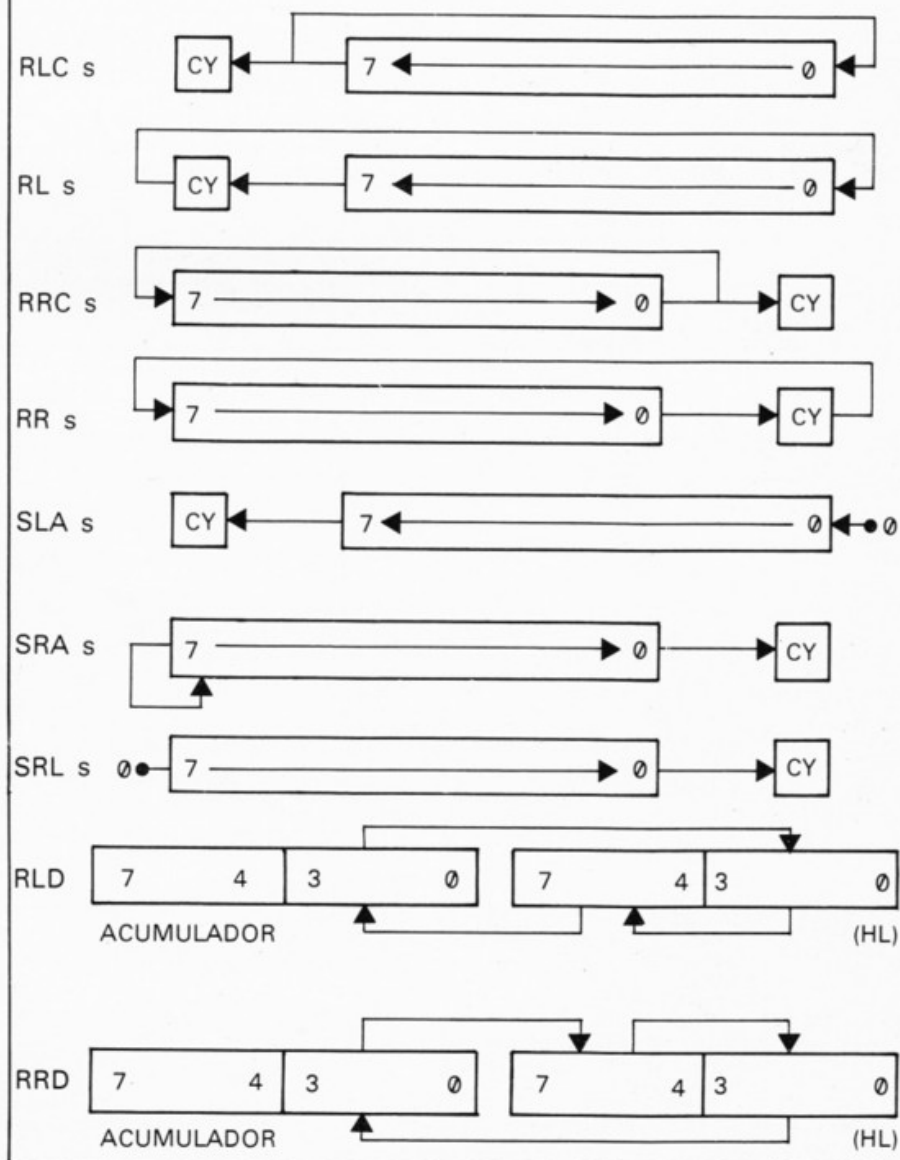 RLC s CY 7 0
RL s CY 7 0
RRC s 7 0 CY
RR s 7 0 CY
SLA s CY 7 0 0
SRA s 7 0 CY
SRL s 0 7 0 CY
RLD 7 4 3 0 7 4 3 0
ACUMULADOR (HL)
RRD 7 4 3 0 7 4 3 0
ACUMULADOR (HL)